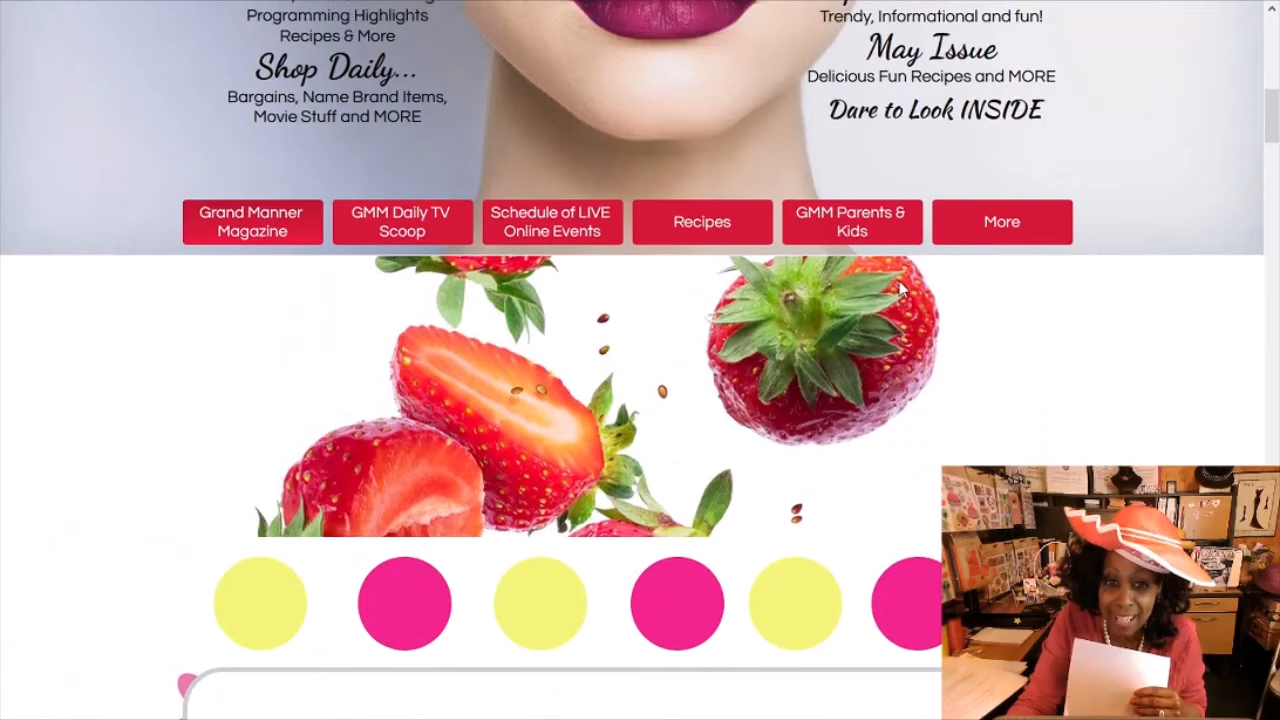 Programming Highlights
Recipes & More
Shop Daily...
Bargains, Name Brand Items,
Movie Stuff and MORE
Trendy, Informational and fun!
May Issue
Delicious Fun Recipes and MORE
Dare to Look INSIDE
Grand Manner
Magazine
GMM Daily TV
Scoop
Schedule of LIVE
Online Events
Recipes
GMM Parents &
Kids
More